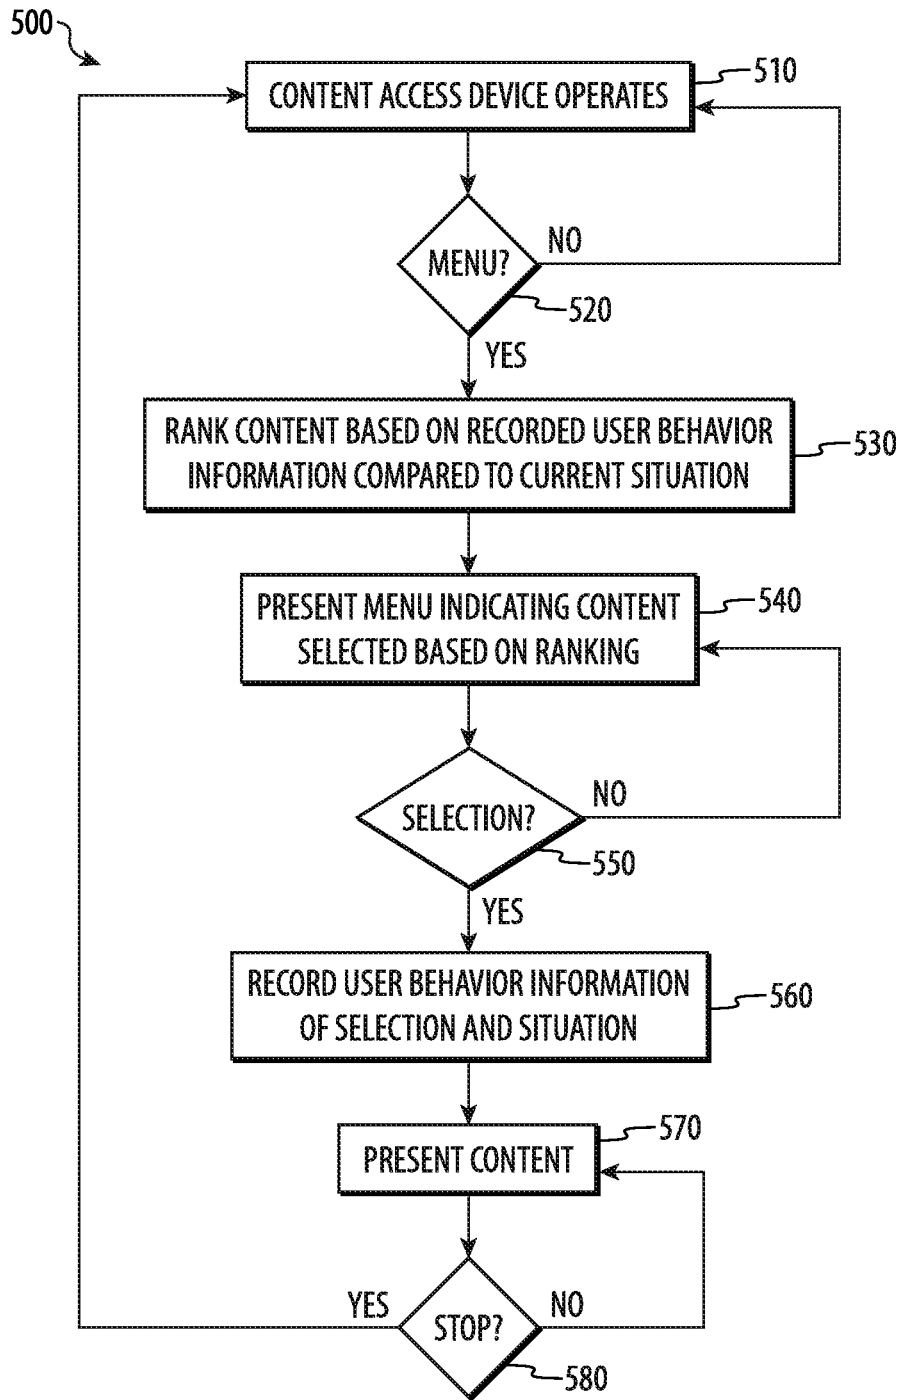 500
CONTENT ACCESS DEVICE OPERATES
510
MENU?
NO
520
YES
RANK CONTENT BASED ON RECORDED USER BEHAVIOR
INFORMATION COMPARED TO CURRENT SITUATION
530
PRESENT MENU INDICATING CONTENT
SELECTED BASED ON RANKING
540
SELECTION?
NO
550
YES
RECORD USER BEHAVIOR INFORMATION
OF SELECTION AND SITUATION
560
PRESENT CONTENT
570
YES
STOP?
NO
580